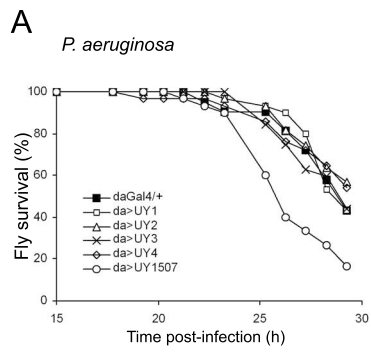 A
P. aeruginosa
Fly survival (%)
100
80
60
40
20
0
daGal4/+
da>UY1
da>UY2
da>UY3
da>UY4
da>UY1507
15
20
25
30
Time post-infection (h)